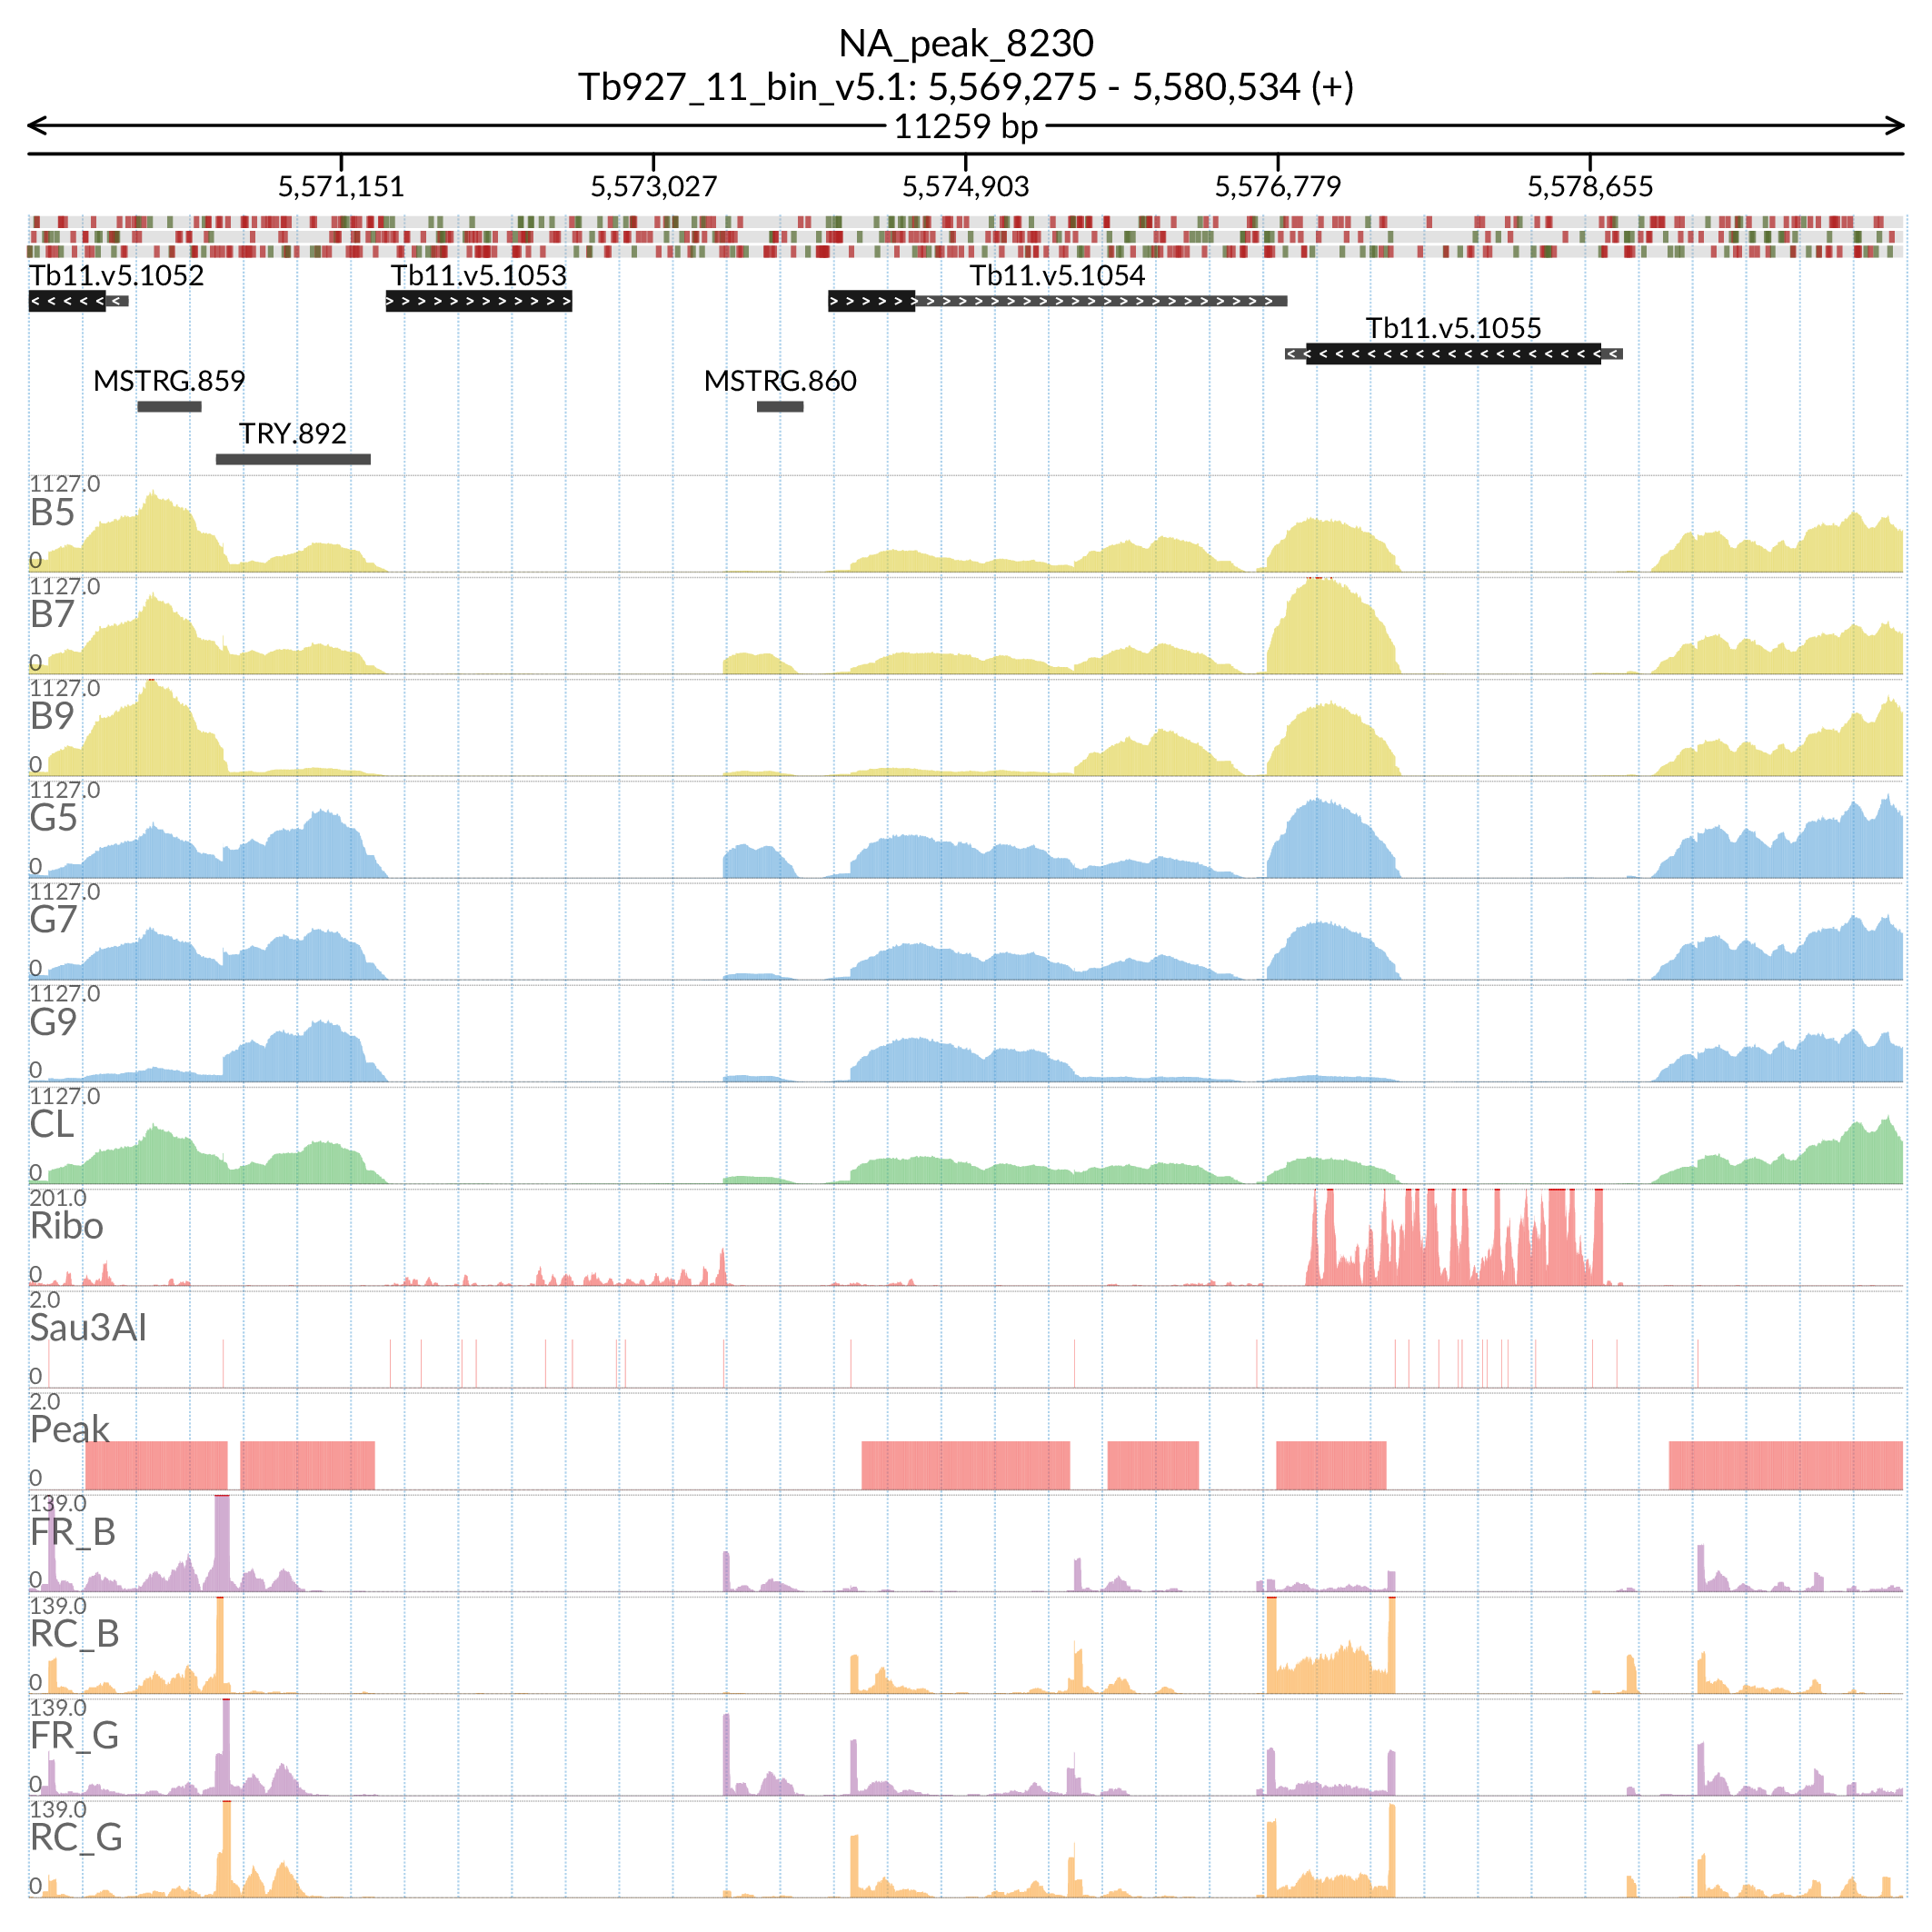 NA_peak_8230
Tb927_11_bin_v5.1: 5,569,275 - 5,580,534 (+)
11259 bp
5,571,151 5,573,027 5,574,903 5,576,779 5,578,655
Tb11.v5.1052 Tb11.v5.1053 Tb11.v5.1054
Tb11.v5.1055
MSTRG.859 MSTRG.860
TRY.892
1127.0
B5
0
1127.0
B7
0
1127.0
B9
0
1127.0
G5
0
1127.0
G7
0
1127.0
G9
0
1127.0
CL
0
201.0
Ribo
0
2.0
Sau3AI
0
2.0
Peak
0
139.0
FR_B
0
139.0
RC_B
0
139.0
FR_G
0
139.0
RC_G
0